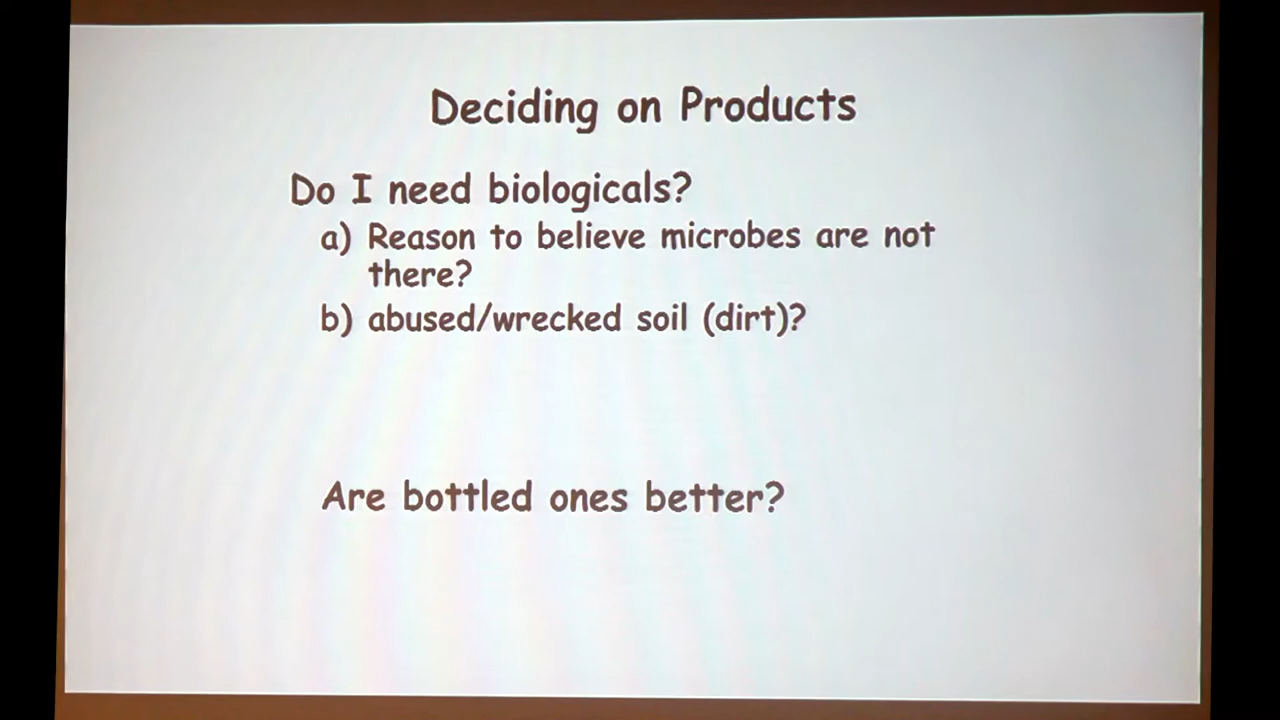 Deciding on Products
Do I need biologicals?
a) Reason to believe microbes are not
there?
b) abused/wrecked soil (dirt)?
Are bottled ones better?